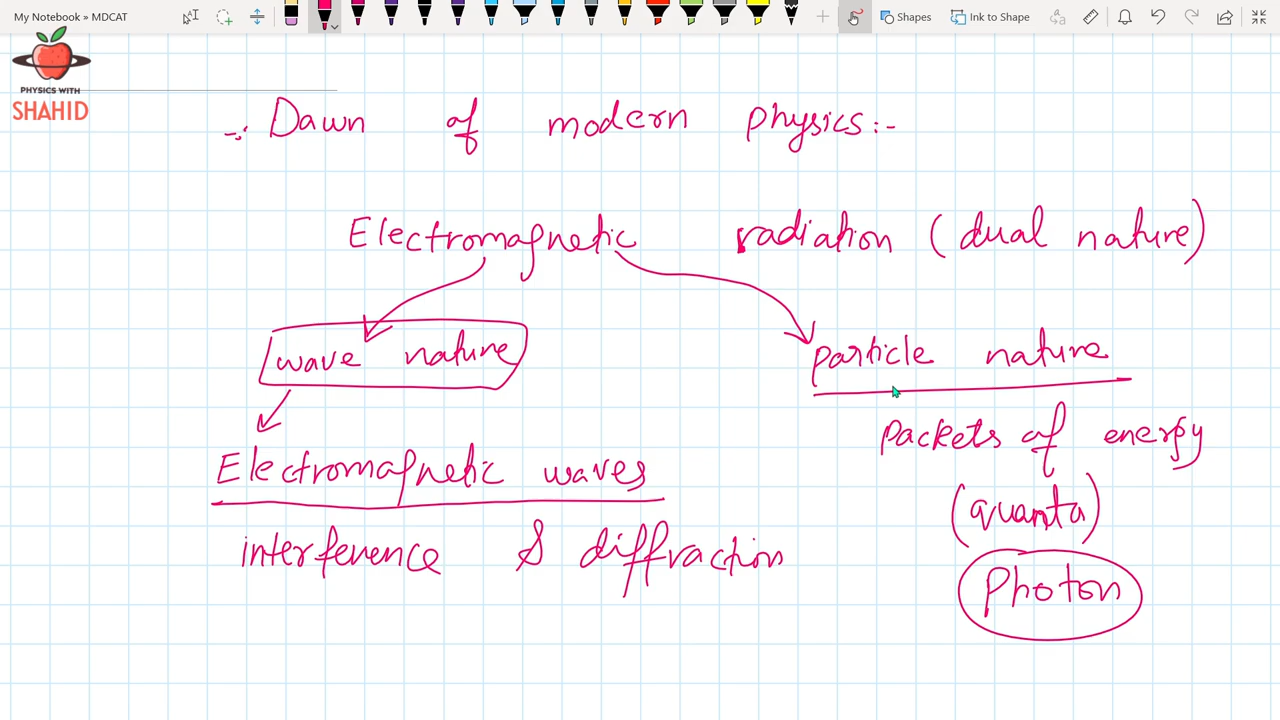 My Notebook » MDCAT
Shapes
Ink to Shape
PHYSICS WITH
SHAHID
-:· Dawn of modern physics:-
Electromagnetic radiation (dual nature)
wave nature
particle nature
Electromagnetic waves
packets of energy
(quanta)
interference & diffraction
Photon